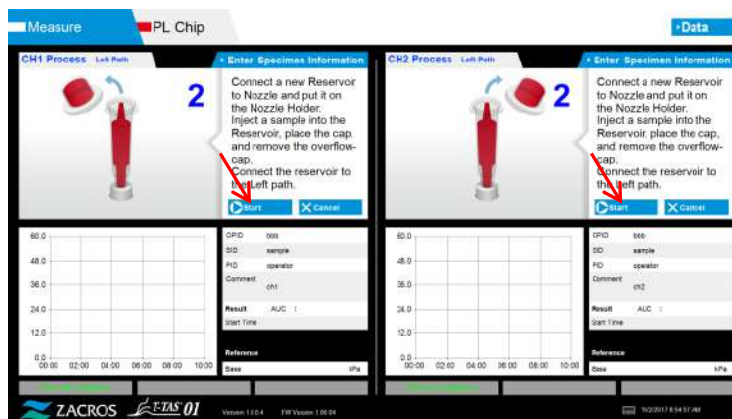 Measure
PL Chip
Data
CH1 Process Left Path
Enter Specimen Information
2
Connect a new Reservoir
to Nozzle and put it on
the Nozzle Holder.
Inject a sample into the
Reservoir, place the cap,
and remove the overflow-
cap.
Connect the reservoir to
the Left path.
Start
Cancel
60.0
48.0
36.0
24.0
12.0
0.0
00:00 02:00 04:00 06:00 08:00 10:00
OPID bbb
SID sample
PID operator
Comment
ch1
Result AUC :
Start Time
Reference
Base kPa
CH2 Process Left Path
Enter Specimen Information
2
Connect a new Reservoir
to Nozzle and put it on
the Nozzle Holder.
Inject a sample into the
Reservoir, place the cap,
and remove the overflow-
cap.
Connect the reservoir to
the Left path.
Start
Cancel
60.0
48.0
36.0
24.0
12.0
0.0
00:00 02:00 04:00 06:00 08:00 10:00
OPID bbb
SID sample
PID operator
Comment
ch2
Result AUC :
Start Time
Reference
Base kPa
ZACROS T-TAS 01